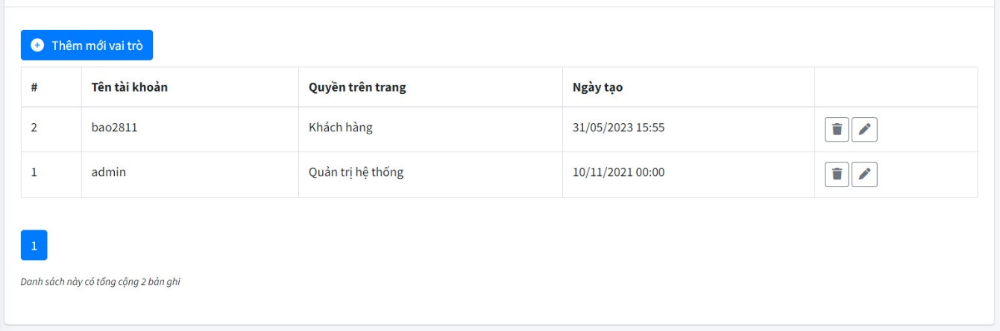 Thêm mới vai trò
# Tên tài khoản Quyền trên trang Ngày tạo
2 bao2811 Khách hàng 31/05/2023 15:55
1 admin Quản trị hệ thống 10/11/2021 00:00
1
Danh sách này có tổng cộng 2 bản ghi